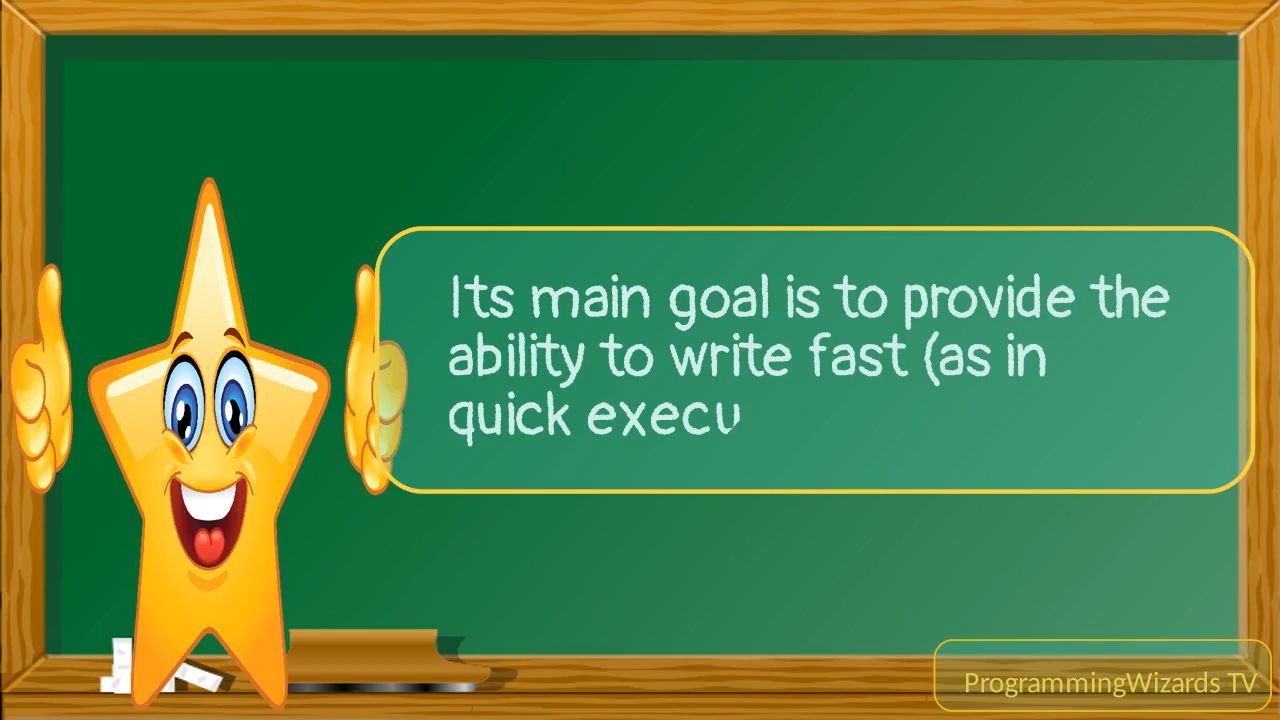 Its main goal is to provide the
ability to write fast (as in
quick execu
ProgrammingWizards TV